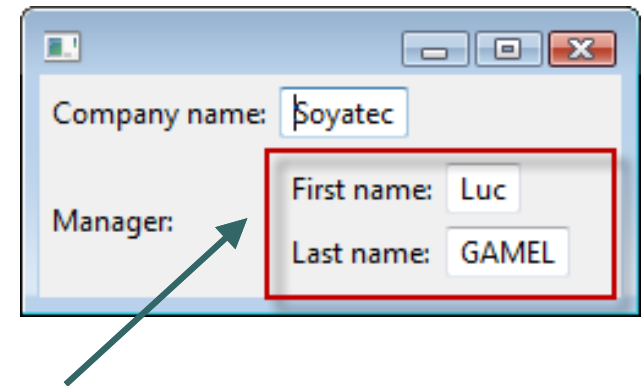 Company name: Soyatec
First name: Luc
Manager:
Last name: GAMEL